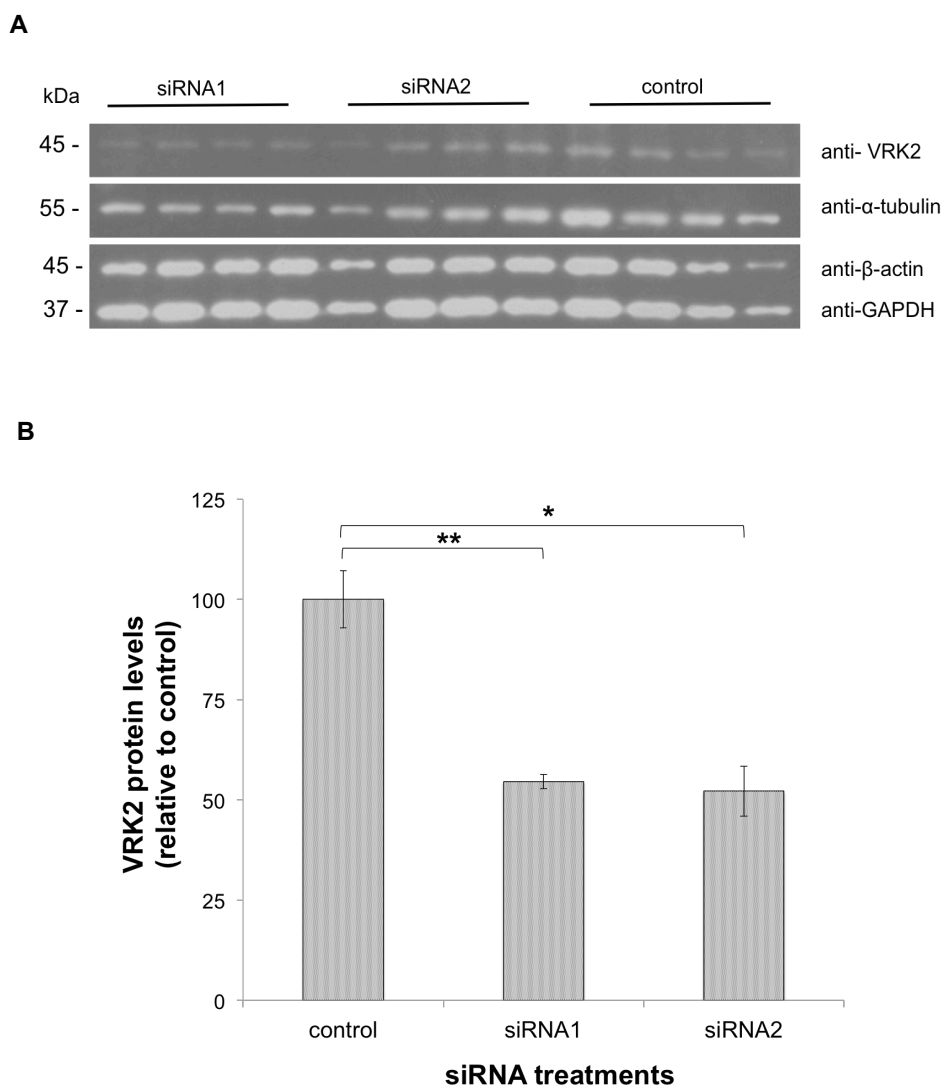 A
kDa
siRNA1
siRNA2
control
45 -
anti- VRK2
55 -
anti-α-tubulin
45 -
anti-β-actin
37 -
anti-GAPDH
B
VRK2 protein levels
(relative to control)
125
100
75
50
25
0
*
**
control
siRNA1
siRNA2
siRNA treatments